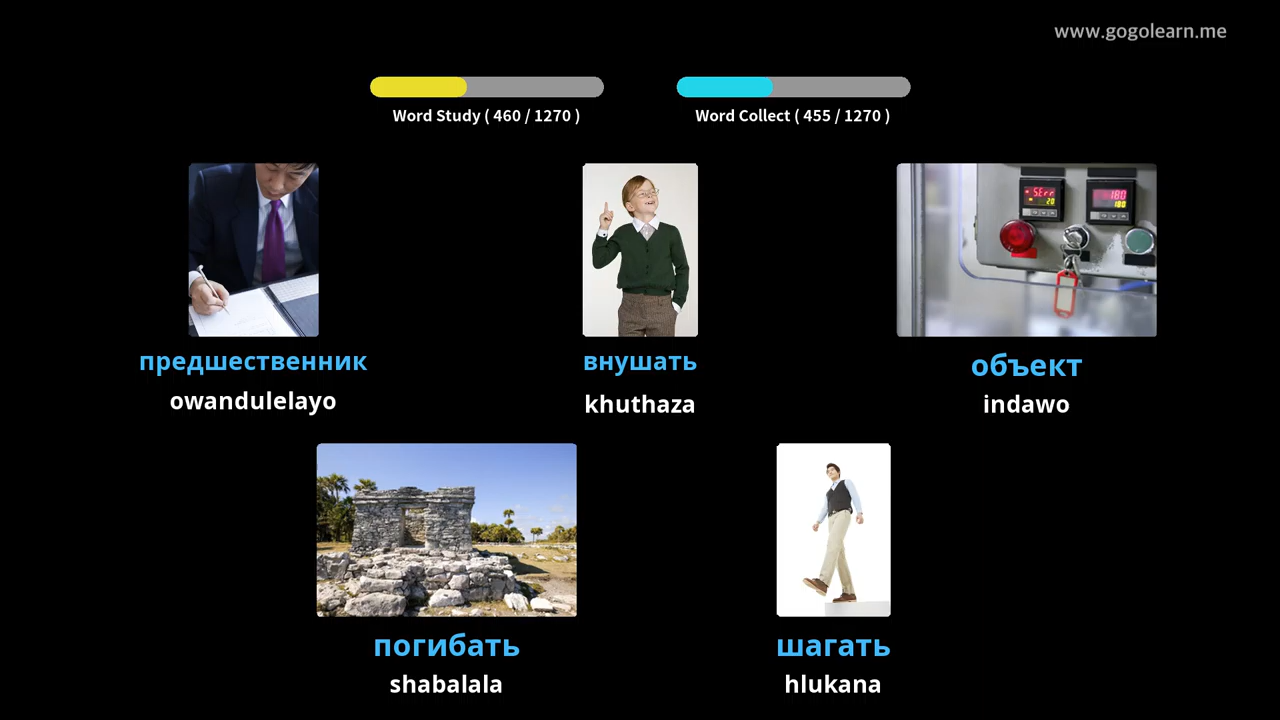 www.gogolearn.me
Word Study ( 460 / 1270 )
Word Collect ( 455 / 1270 )
предшественник
owandulelayo
внушать
khuthaza
объект
indawo
погибать
shabalala
шагать
hlukana